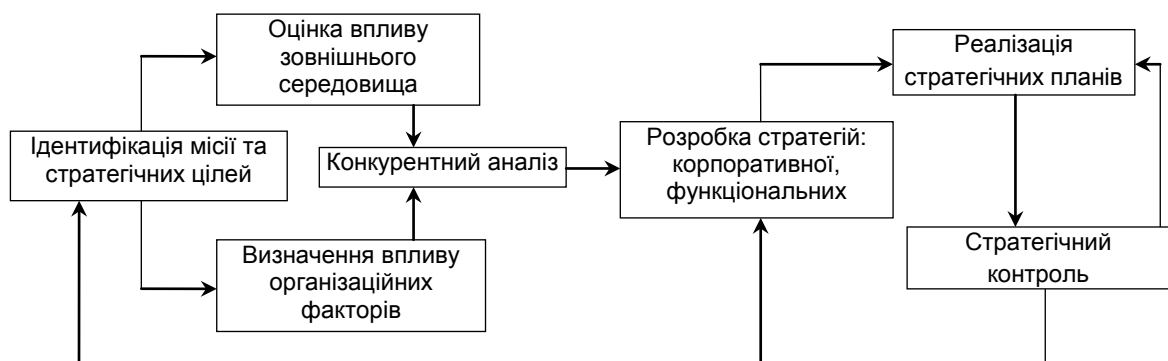 Оцінка впливу
зовнішнього
середовища
Ідентифікація місії та
стратегічних цілей
Конкурентний аналіз
Визначення впливу
організаційних
факторів
Розробка стратегій:
корпоративної,
функціональних
Реалізація
стратегічних планів
Стратегічний
контроль